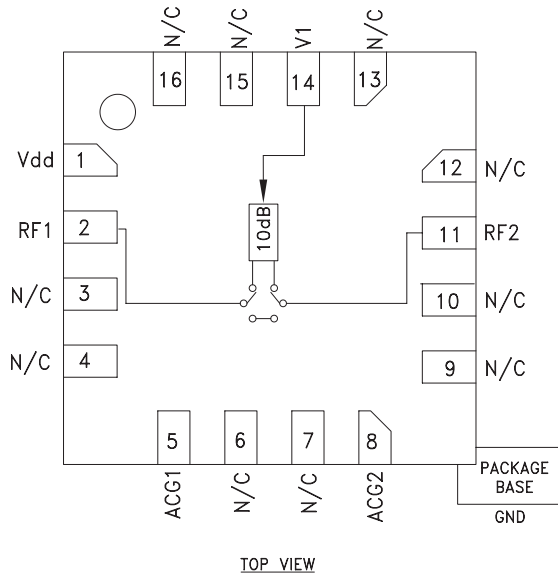 N/C
N/C
V1
N/C
16
15
14
13
Vdd 1
12 N/C
RF1 2
10dB
11 RF2
N/C 3
10 N/C
N/C 4
9 N/C
5
6
7
8
ACG1
N/C
N/C
ACG2
PACKAGE
BASE
GND
TOP VIEW